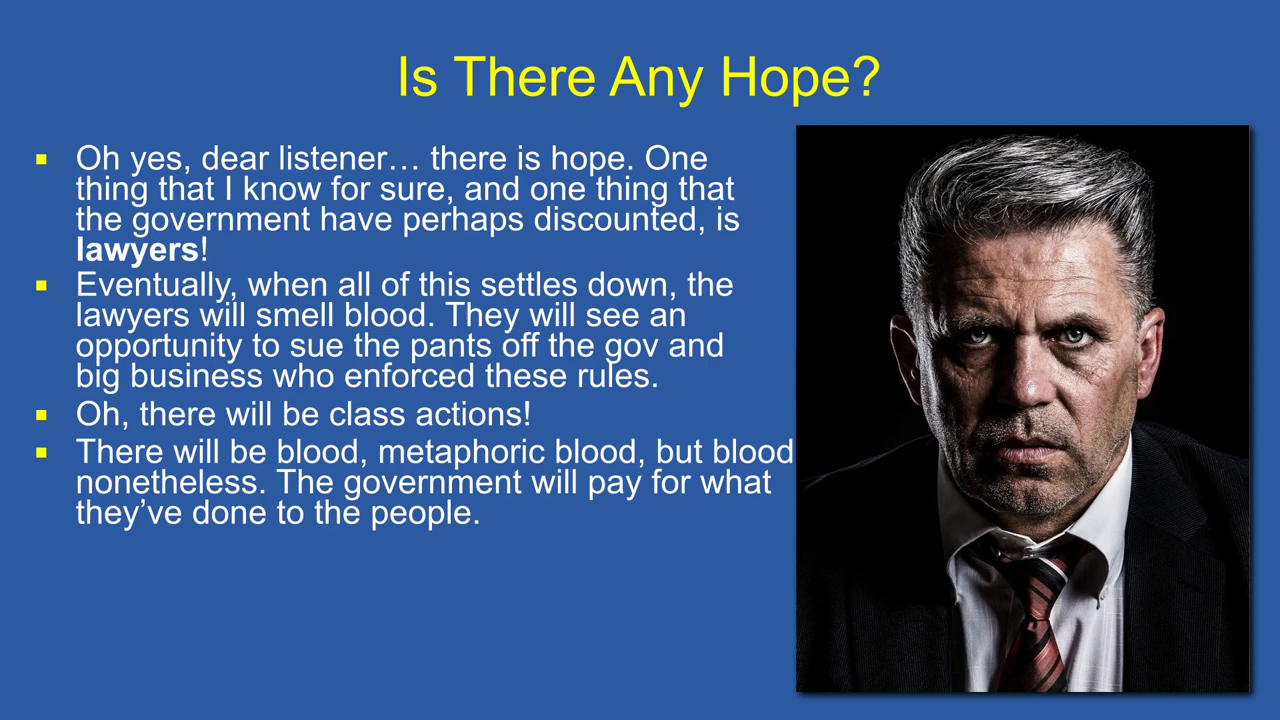 Is There Any Hope?
Oh yes, dear listener… there is hope. One
thing that I know for sure, and one thing that
the government have perhaps discounted, is
lawyers!
Eventually, when all of this settles down, the
lawyers will smell blood. They will see an
opportunity to sue the pants off the gov and
big business who enforced these rules.
Oh, there will be class actions!
There will be blood, metaphoric blood, but blood
nonetheless. The government will pay for what
they’ve done to the people.